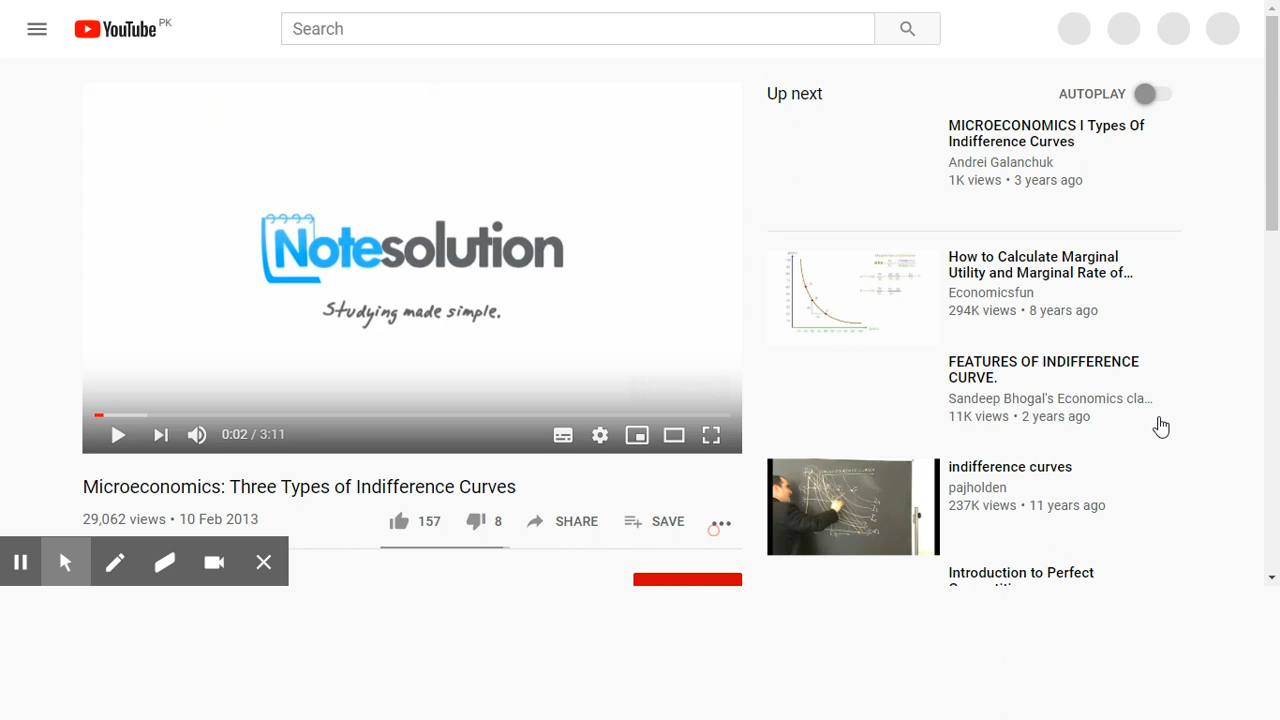 YouTube PK
Search
Up next
AUTOPLAY
MICROECONOMICS I Types Of
Indifference Curves
Andrei Galanchuk
1K views • 3 years ago
Notesolution
Studying made simple.
How to Calculate Marginal
Utility and Marginal Rate of...
Economicsfun
294K views • 8 years ago
FEATURES OF INDIFFERENCE
CURVE.
Sandeep Bhogal's Economics cla...
11K views • 2 years ago
0:02 / 3:11
indifference curves
pajholden
237K views • 11 years ago
Microeconomics: Three Types of Indifference Curves
29,062 views • 10 Feb 2013
157
8
SHARE
SAVE
Introduction to Perfect